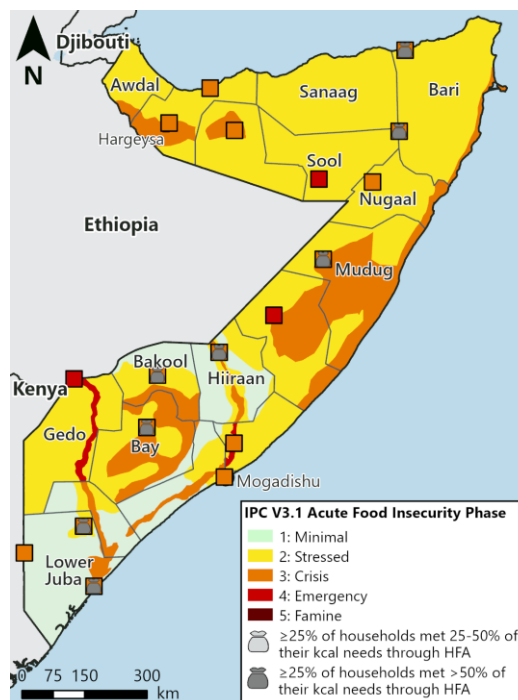 Djibouti
N
Awdal
Sanaag
Bari
Hargeysa
Sool
Nugaal
Ethiopia
Mudug
Bakool
Hiiraan
Kenya
Gedo
Bay
Mogadishu
Lower
Juba
IPC V3.1 Acute Food Insecurity Phase
1: Minimal
2: Stressed
3: Crisis
4: Emergency
5: Famine
≥25% of households met 25-50% of
their kcal needs through HFA
≥25% of households met >50% of
their kcal needs through HFA
0 75 150 300
km